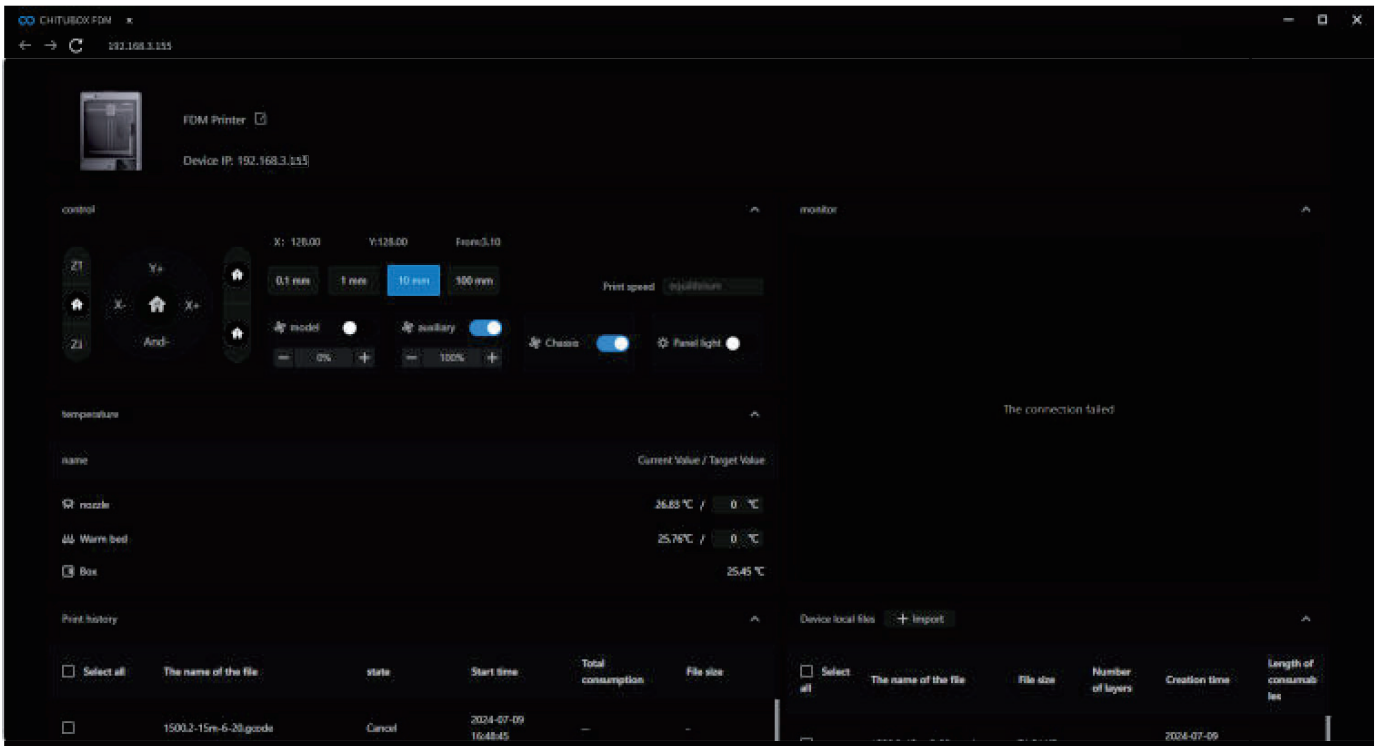 CHITUBOX FDM
192.168.3.155
FDM Printer
Device IP: 192.168.3.155
control
X: 128.00 Y:128.00 From:3.10
Y+
0.1 mm 1 mm 10 mm 100 mm
Print speed equilibrium
X- X+
And-
model
auxiliary
Chassis
Panel light
0% 100%
temperature
name Current Value / Target Value
nozzle 26.83 ℃ / 0 ℃
Warm bed 25.76℃ / 0 ℃
Box 25.45 ℃
Print history
Select all The name of the file state Start time Total consumption File size
1500.2-15m-6-20.gcode Cancel 2024-07-09 16:48:45 -- -
monitor
The connection failed
Device local files + Import
Select all The name of the file File size Number of layers Creation time Length of consumables
2024-07-09